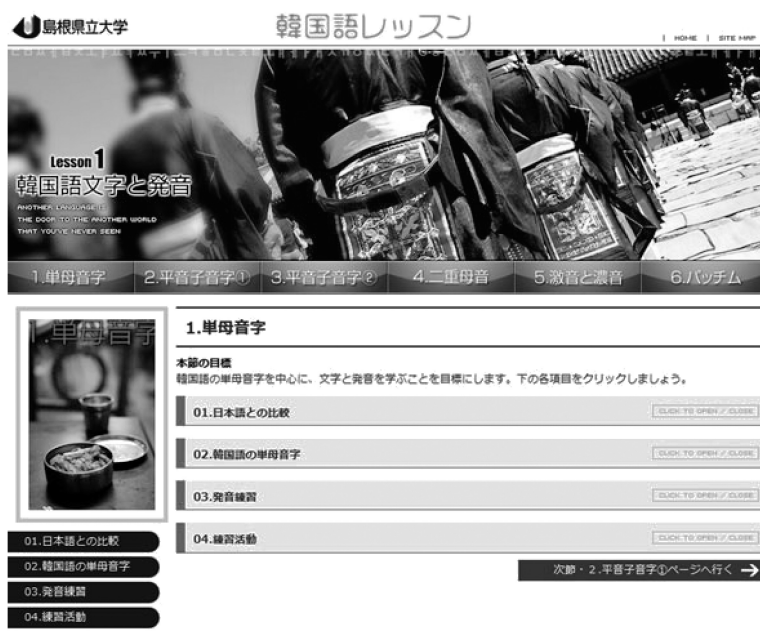 島根県立大学
韓国語レッスン
| HOME | SITE MAP
Lesson 1
韓国語文字と発音
ANOTHER LANGUAGE IS
THE DOOR TO THE ANOTHER WORLD
THAT YOU'VE NEVER SEEN
1.単母音字 2.平音子音字① 3.平音子音字② 4.二重母音 5.激音と濃音 6.パッチム
1.単母音字
1.単母音字
本節の目標
韓国語の単母音字を中心に、文字と発音を学ぶことを目標にします。下の各項目をクリックしましょう。
01.日本語との比較 CLICK TO OPEN / CLOSE
02.韓国語の単母音字 CLICK TO OPEN / CLOSE
03.発音練習 CLICK TO OPEN / CLOSE
04.練習活動 CLICK TO OPEN / CLOSE
次節・2.平音子音字①ページへ行く
01.日本語との比較
02.韓国語の単母音字
03.発音練習
04.練習活動